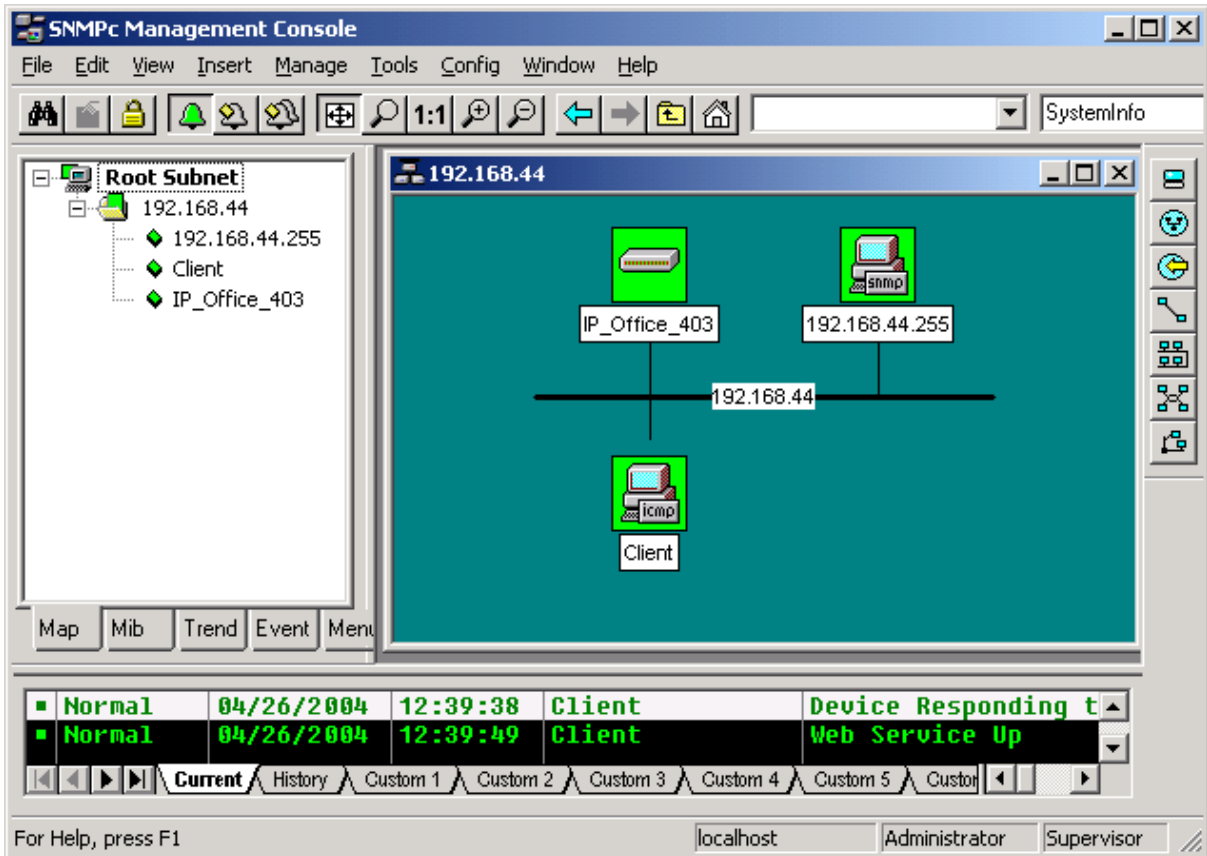 SNMPc Management Console
File Edit View Insert Manage Tools Config Window Help
1:1 SystemInfo
Root Subnet
192.168.44
192.168.44.255
Client
IP_Office_403
Map Mib Trend Event Menu
192.168.44
IP_Office_403
snmp
192.168.44.255
192.168.44
icmp
Client
Normal 04/26/2004 12:39:38 Client Device Responding t
Normal 04/26/2004 12:39:49 Client Web Service Up
Current History Custom 1 Custom 2 Custom 3 Custom 4 Custom 5 Custom
For Help, press F1 localhost Administrator Supervisor